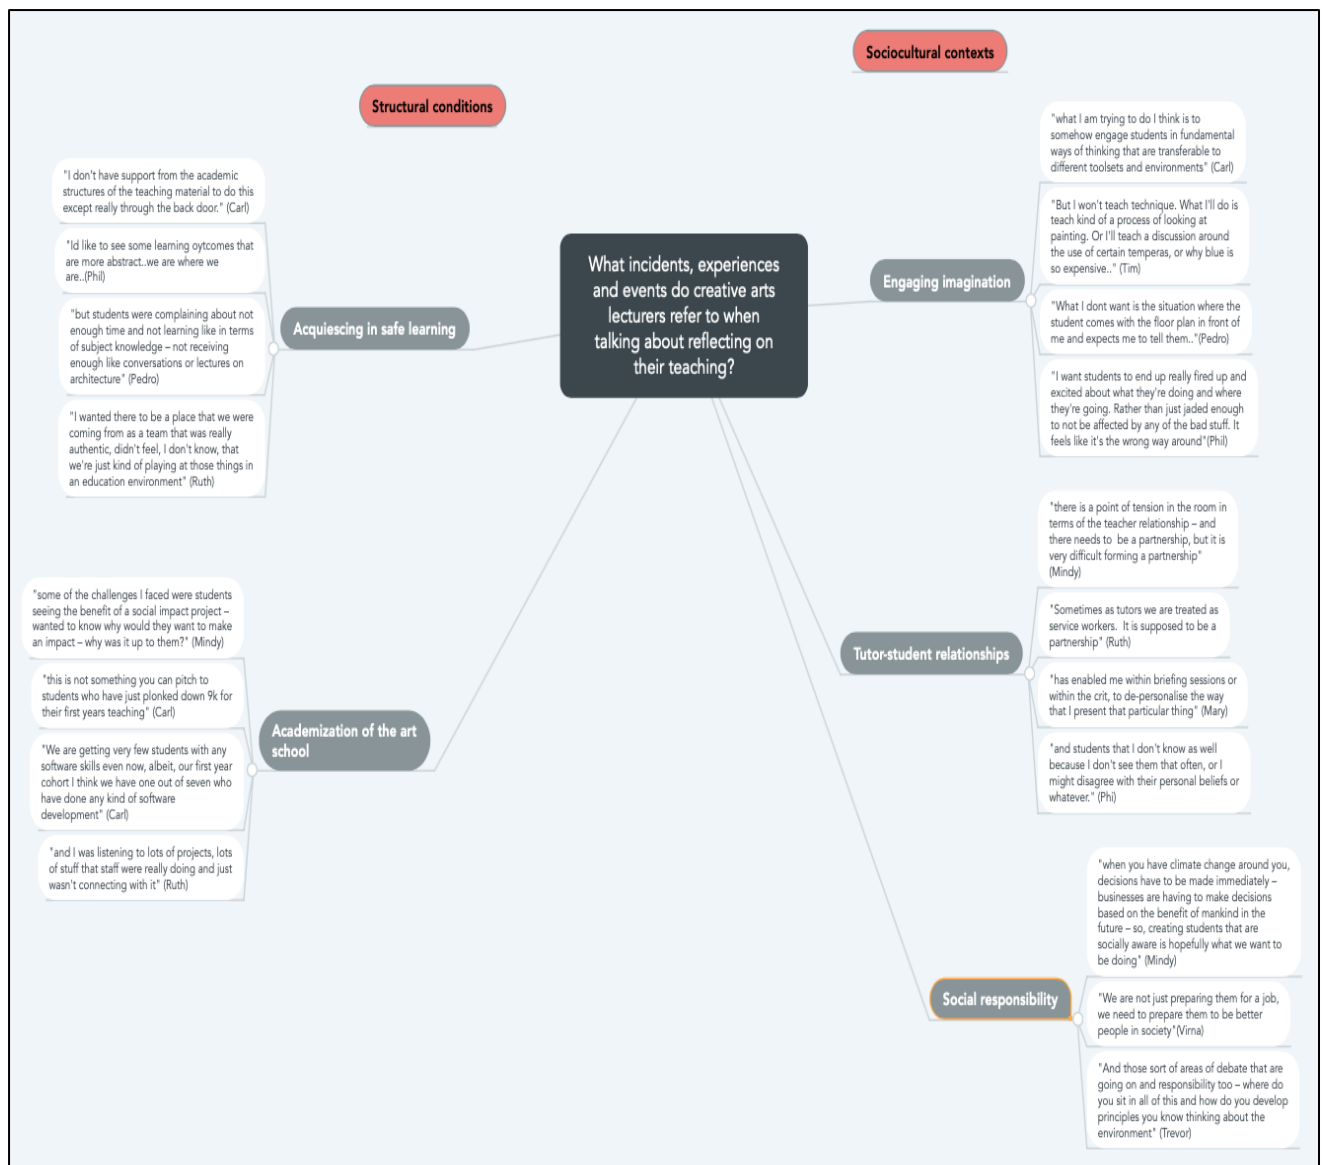 Sociocultural contexts
Structural conditions
What incidents, experiences
and events do creative arts
lecturers refer to when
talking about reflecting on
their teaching?
Acquiescing in safe learning
"I don't have support from the academic
structures of the teaching material to do this
except really through the back door." (Carl)
"Id like to see some learning oytcomes that
are more abstract..we are where we
are..(Phil)
"but students were complaining about not
enough time and not learning like in terms
of subject knowledge – not receiving
enough like conversations or lectures on
architecture" (Pedro)
"I wanted there to be a place that we were
coming from as a team that was really
authentic, didn't feel, I don't know, that
we're just kind of playing at those things in
an education environment" (Ruth)
Academization of the art
school
"some of the challenges I faced were students
seeing the benefit of a social impact project –
wanted to know why would they want to make
an impact – why was it up to them?" (Mindy)
"this is not something you can pitch to
students who have just plonked down 9k for
their first years teaching" (Carl)
"We are getting very few students with any
software skills even now, albeit, our first year
cohort I think we have one out of seven who
have done any kind of software
development" (Carl)
"and I was listening to lots of projects, lots
of stuff that staff were really doing and just
wasn't connecting with it" (Ruth)
Engaging imagination
"what I am trying to do I think is to
somehow engage students in fundamental
ways of thinking that are transferable to
different toolsets and environments" (Carl)
"But I won't teach technique. What I'll do is
teach kind of a process of looking at
painting. Or I'll teach a discussion around
the use of certain temperas, or why blue is
so expensive.." (Tim)
"What I dont want is the situation where the
student comes with the floor plan in front of
me and expects me to tell them.."(Pedro)
"I want students to end up really fired up and
excited about what they're doing and where
they're going. Rather than just jaded enough
to not be affected by any of the bad stuff. It
feels like it's the wrong way around"(Phil)
Tutor-student relationships
"there is a point of tension in the room in
terms of the teacher relationship – and
there needs to  be a partnership, but it is
very difficult forming a partnership"
(Mindy)
"Sometimes as tutors we are treated as
service workers.  It is supposed to be a
partnership" (Ruth)
"has enabled me within briefing sessions or
within the crit, to de-personalise the way
that I present that particular thing" (Mary)
"and students that I don't know as well
because I don't see them that often, or I
might disagree with their personal beliefs or
whatever." (Phi)
Social responsibility
"when you have climate change around you,
decisions have to be made immediately –
businesses are having to make decisions
based on the benefit of mankind in the
future – so, creating students that are
socially aware is hopefully what we want to
be doing" (Mindy)
"We are not just preparing them for a job,
we need to prepare them to be better
people in society"(Virna)
"And those sort of areas of debate that are
going on and responsibility too – where do
you sit in all of this and how do you develop
principles you know thinking about the
environment" (Trevor)